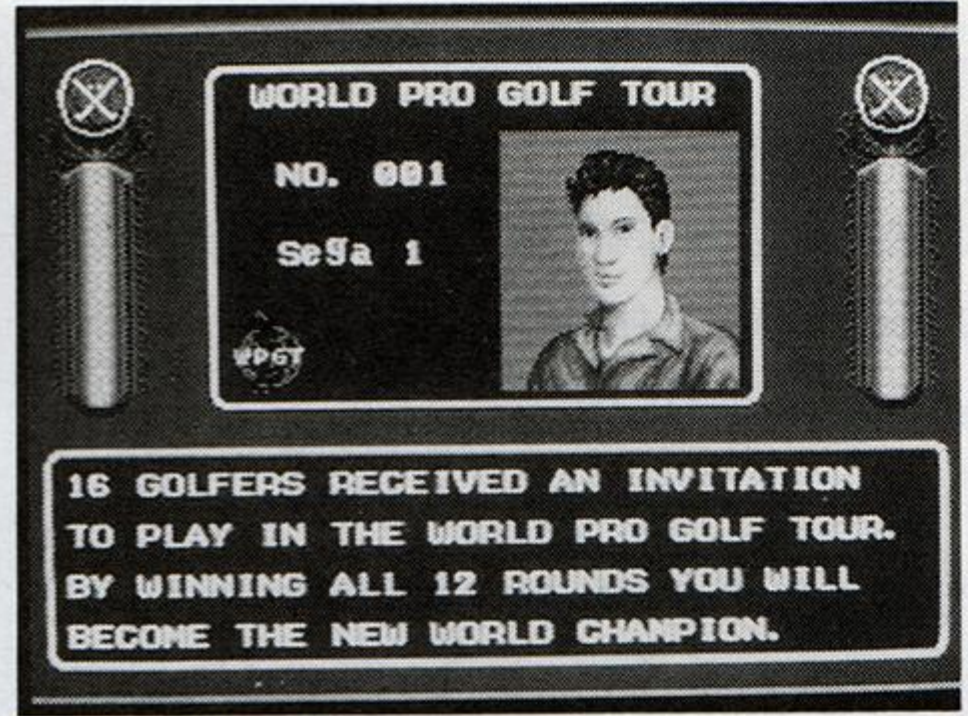 WORLD PRO GOLF TOUR
NO. 001
Sega 1
WPGT
16 GOLFERS RECEIVED AN INVITATION
TO PLAY IN THE WORLD PRO GOLF TOUR.
BY WINNING ALL 12 ROUNDS YOU WILL
BECOME THE NEW WORLD CHANPION.